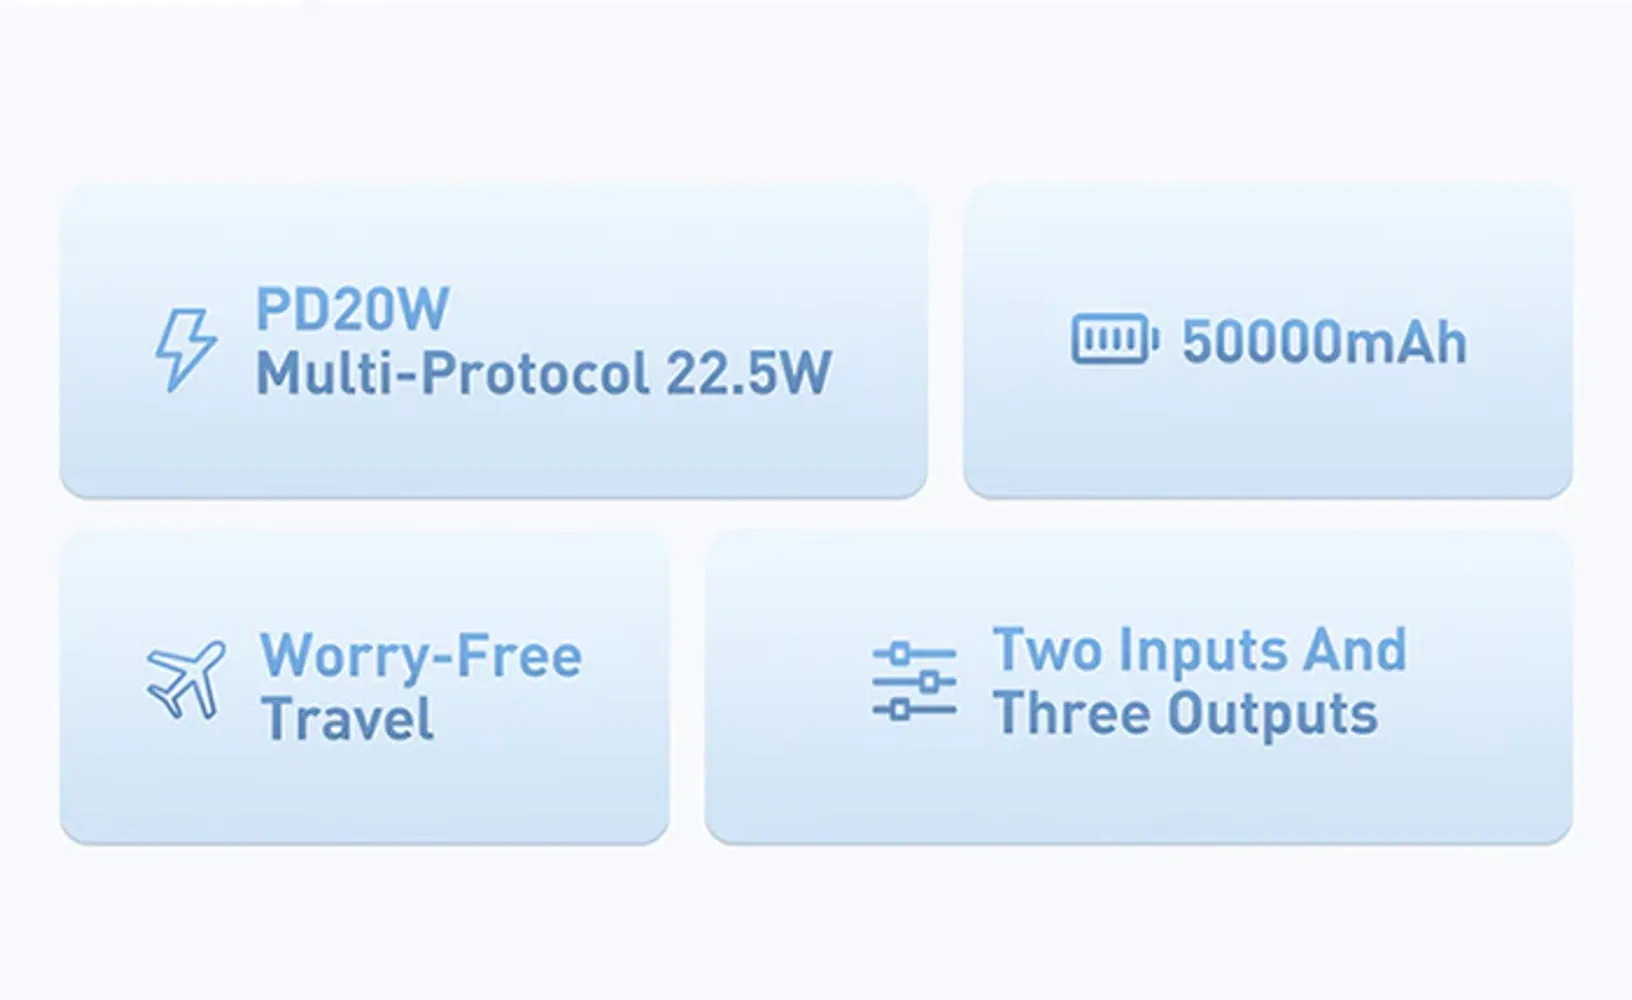 PD20W
Multi-Protocol 22.5W
50000mAh
Worry-Free
Travel
Two Inputs And
Three Outputs